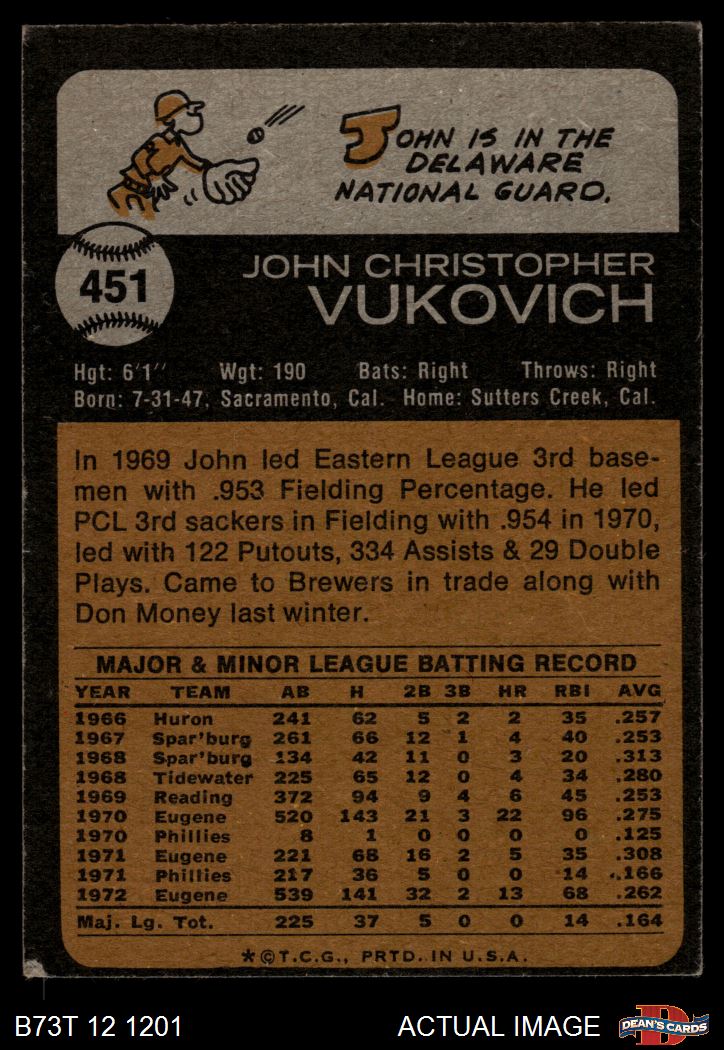 JOHN IS IN THE
DELAWARE
NATIONAL GUARD.
451
JOHN CHRISTOPHER
VUKOVICH
Hgt: 6'1" Wgt: 190 Bats: Right Throws: Right
Born: 7-31-47, Sacramento, Cal. Home: Sutters Creek, Cal.
In 1969 John led Eastern League 3rd base-
men with .953 Fielding Percentage. He led
PCL 3rd sackers in Fielding with .954 in 1970,
led with 122 Putouts, 334 Assists & 29 Double
Plays. Came to Brewers in trade along with
Don Money last winter.
MAJOR & MINOR LEAGUE BATTING RECORD
YEAR TEAM AB H 2B 3B HR RBI AVG
1966 Huron 241 62 5 2 2 35 .257
1967 Spar'burg 261 66 12 1 4 40 .253
1968 Spar'burg 134 42 11 0 3 20 .313
1968 Tidewater 225 65 12 0 4 34 .280
1969 Reading 372 94 9 4 6 45 .253
1970 Eugene 520 143 21 3 22 96 .275
1970 Phillies 8 1 0 0 0 0 .125
1971 Eugene 221 68 16 2 5 35 .308
1971 Phillies 217 36 5 0 0 14 .166
1972 Eugene 539 141 32 2 13 68 .262
Maj. Lg. Tot. 225 37 5 0 0 14 .164
*©T.C.G., PRTD. IN U.S.A.
B73T 12 1201 ACTUAL IMAGE D DEAN'S CARDS